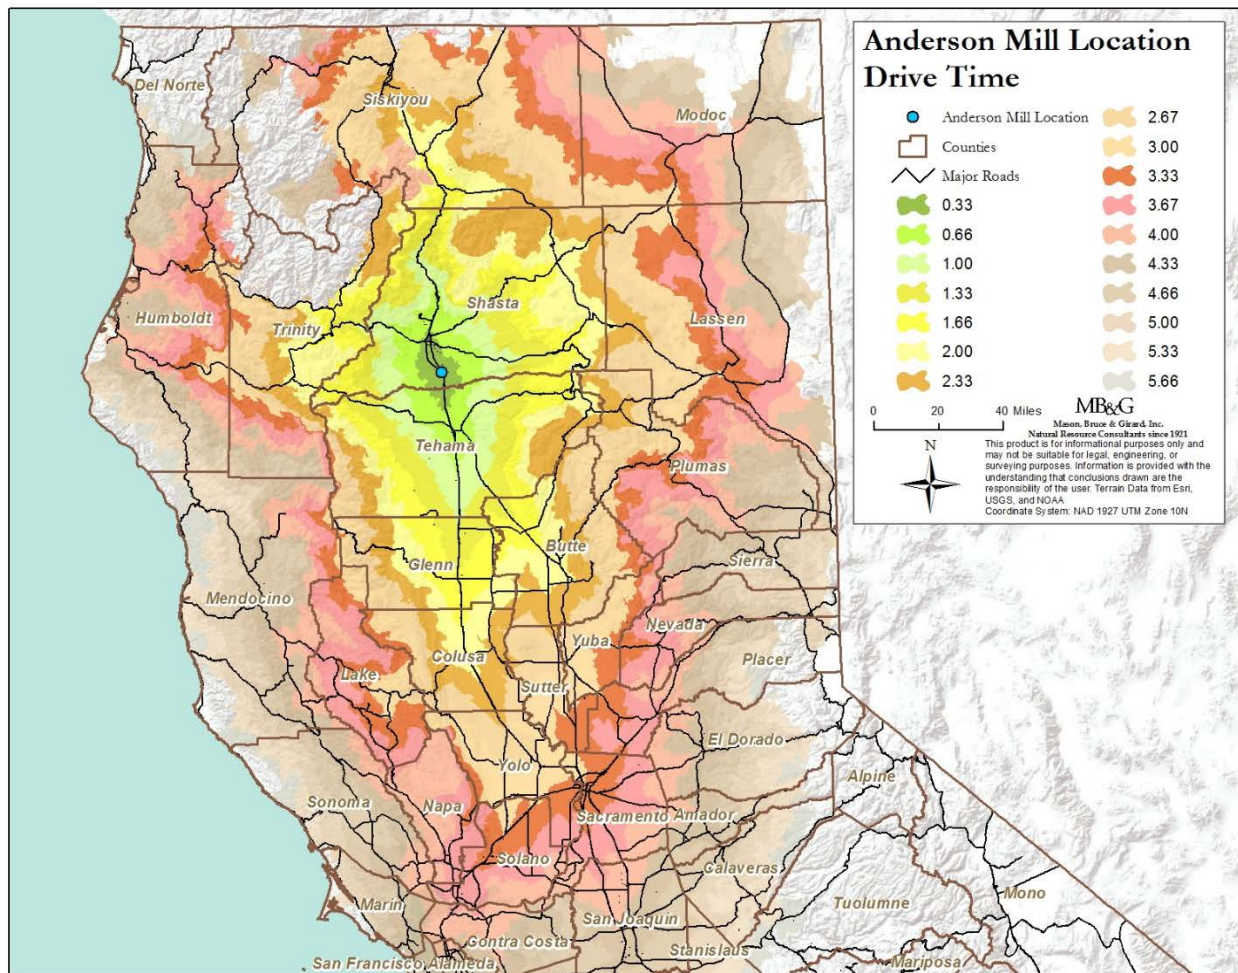 Anderson Mill Location
Drive Time
Anderson Mill Location
Counties
Major Roads
0.33
0.66
1.00
1.33
1.66
2.00
2.33
2.67
3.00
3.33
3.67
4.00
4.33
4.66
5.00
5.33
5.66
0 20 40 Miles
MB&G
Mason, Bruce & Girard, Inc.
Natural Resource Consultants since 1921
N
This product is for informational purposes only and
may not be suitable for legal, engineering, or
surveying purposes. Information is provided with the
understanding that conclusions drawn are the
responsibility of the user. Terrain Data from Esri,
USGS, and NOAA
Coordinate System: NAD 1927 UTM Zone 10N
Del Norte
Siskiyou
Modoc
Humboldt
Trinity
Shasta
Lassen
Tehama
Plumas
Glenn
Butte
Sierra
Mendocino
Nevada
Yuba
Colusa
Placer
Lake
Sutter
El Dorado
Yolo
Alpine
Sonoma
Napa
Sacramento
Amador
Solano
Calaveras
Marin
Tuolumne
Mono
San Joaquin
Contra Costa
Stanislaus
San Francisco
Alameda
Mariposa